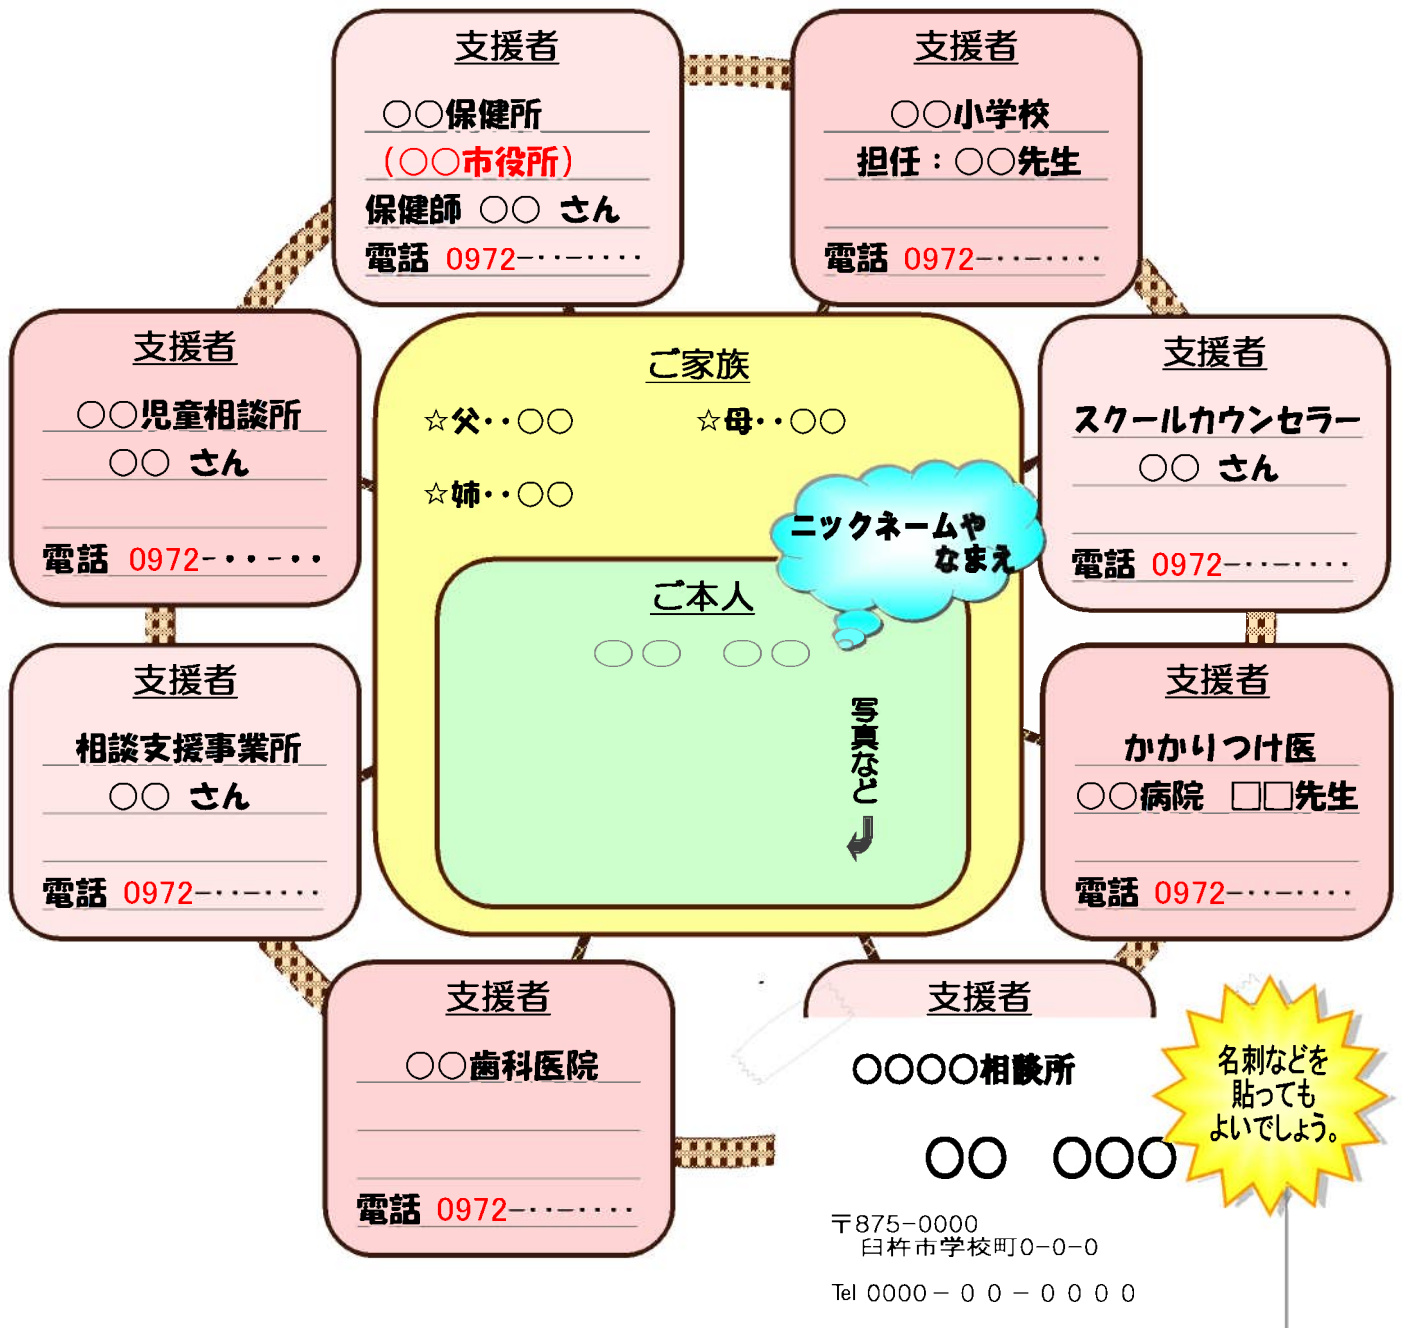 支援者
○○保健所
（○○市役所）
保健師 ○○ さん
電話 0972-‥-‥‥
支援者
○○小学校
担任：○○先生
電話 0972-‥-‥‥
支援者
○○児童相談所
○○ さん
電話 0972-‥-‥
ご家族
☆父‥○○
☆母‥○○
☆姉‥○○
支援者
スクールカウンセラー
○○ さん
電話 0972-‥-‥‥
ニックネームや
なまえ
ご本人
○○ ○○
写真など
支援者
相談支援事業所
○○ さん
電話 0972-‥-‥‥
支援者
かかりつけ医
○○病院 □□先生
電話 0972-‥-‥‥
支援者
○○歯科医院
電話 0972-‥-‥‥
支援者
○○○○相談所
○○ ○○○
〒875-0000
臼杵市学校町0-0-0
Tel 0000－００－００００
名刺などを
貼っても
よいでしょう。